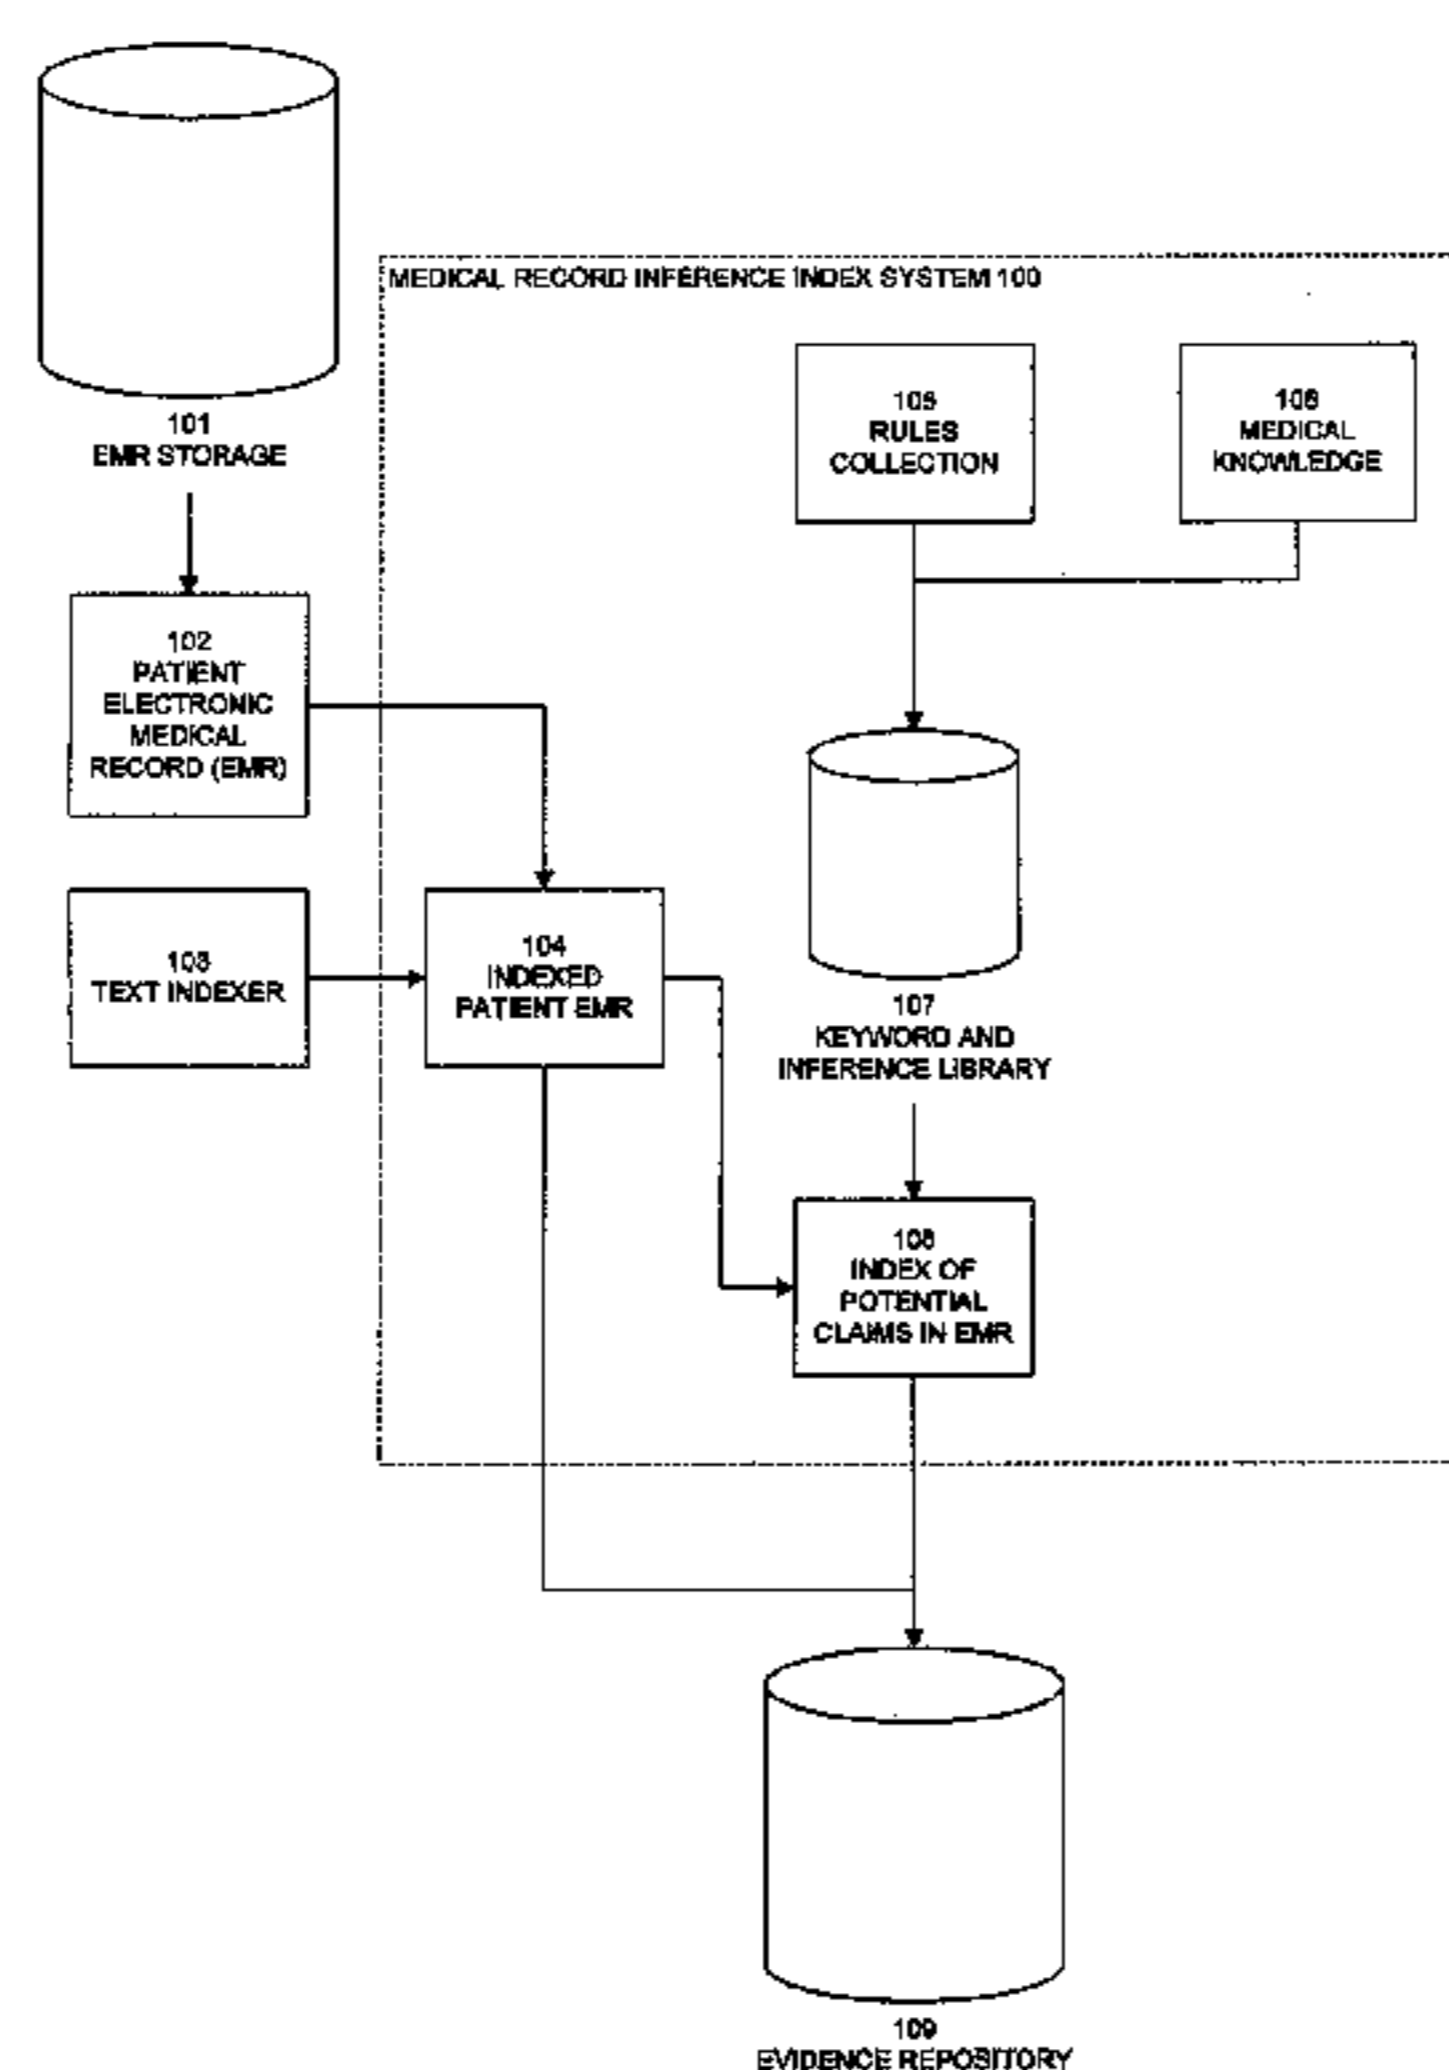 101
EMR STORAGE
MEDICAL RECORD INFERENCE INDEX SYSTEM 100
105
RULES
COLLECTION
106
MEDICAL
KNOWLEDGE
102
PATIENT
ELECTRONIC
MEDICAL
RECORD (EMR)
103
TEXT INDEXER
104
INDEXED
PATIENT EMR
107
KEYWORD AND
INFERENCE LIBRARY
108
INDEX OF
POTENTIAL
CLAIMS IN EMR
109
EVIDENCE REPOSITORY